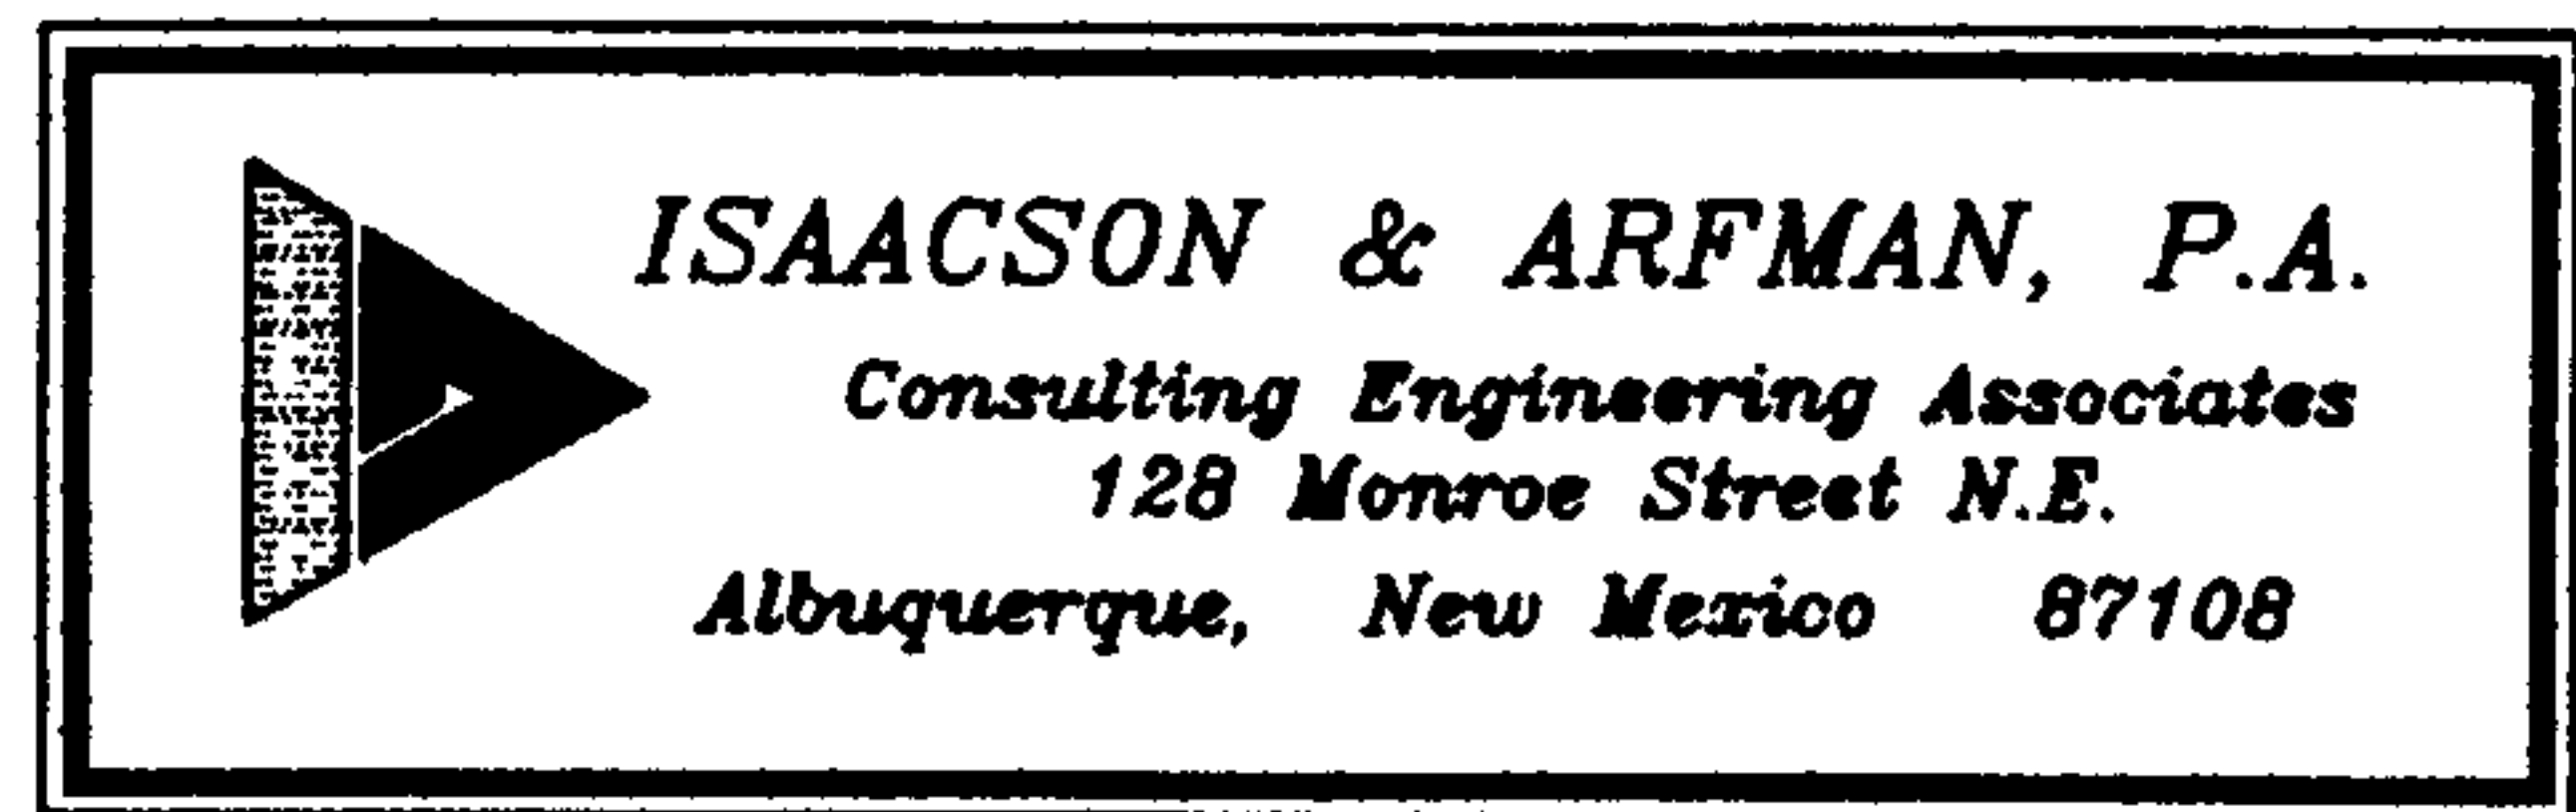 ISAACSON & ARFMAN, P.A.
Consulting Engineering Associates
128 Monroe Street N.E.
Albuquerque, New Mexico 87108